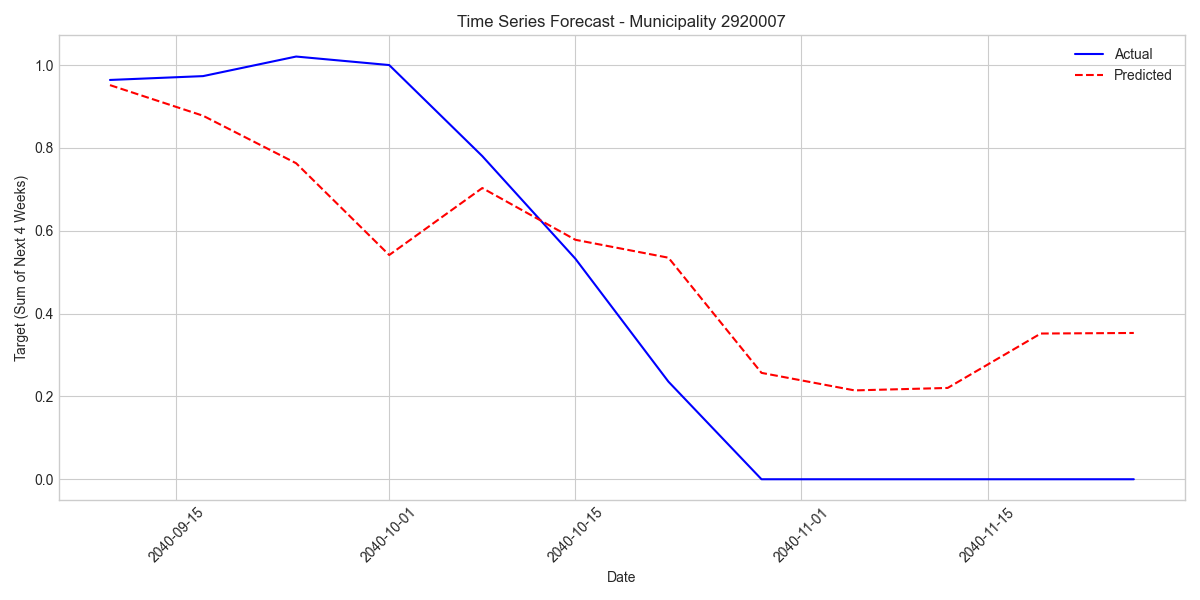 Time Series Forecast - Municipality 2920007
Actual
Predicted
Target (Sum of Next 4 Weeks)
1.0
0.8
0.6
0.4
0.2
0.0
2040-09-15
2040-10-01
2040-10-15
2040-11-01
2040-11-15
Date